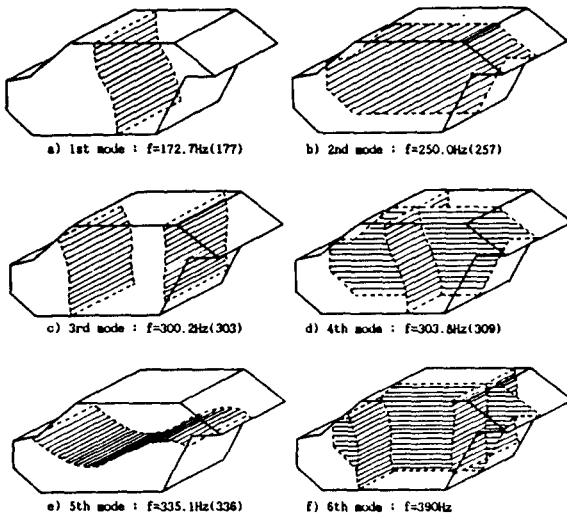 a) 1st mode : f=172.7Hz(177)
b) 2nd mode : f=250.0Hz(257)
c) 3rd mode : f=300.2Hz(303)
d) 4th mode : f=303.8Hz(309)
e) 5th mode : f=335.1Hz(336)
f) 6th mode : f=390Hz